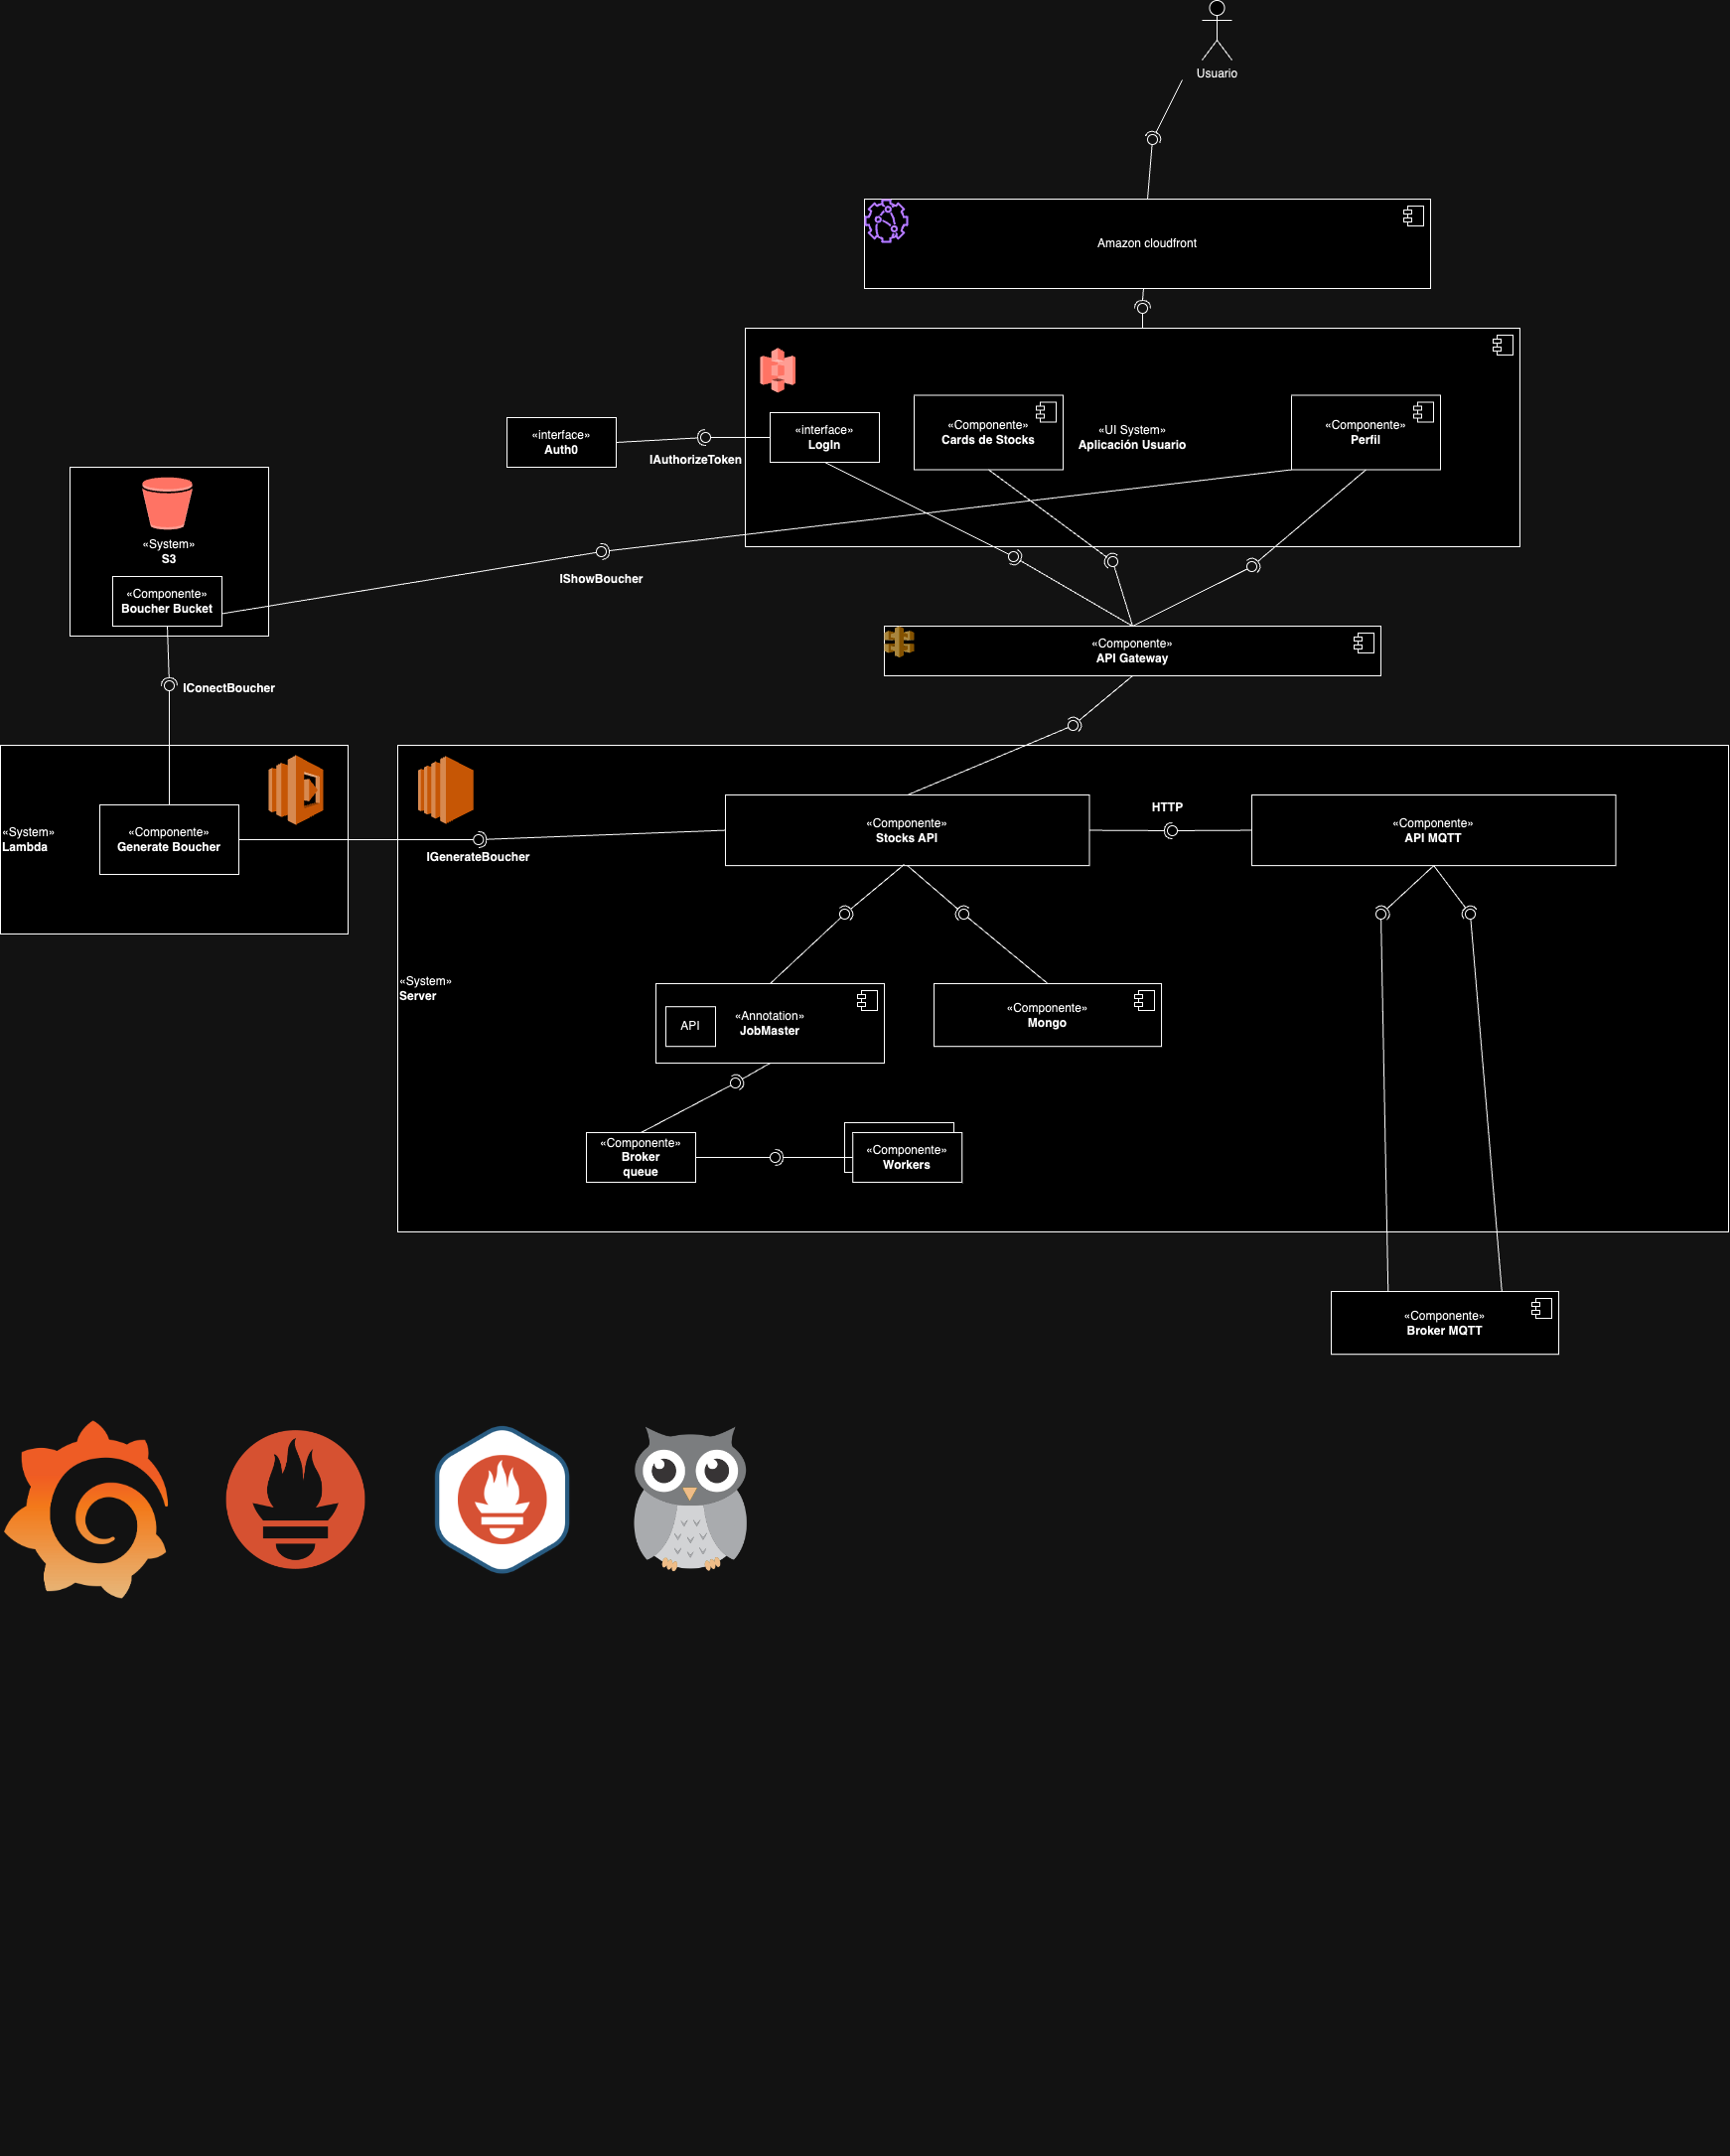 Usuario
Amazon cloudfront
«interface»
Auth0
IAuthorizeToken
«interface»
LogIn
«Componente»
Cards de Stocks
«UI System»
Aplicación Usuario
«Componente»
Perfil
«System»
S3
«Componente»
Boucher Bucket
IShowBoucher
«Componente»
API Gateway
IConectBoucher
«System»
Lambda
«Componente»
Generate Boucher
IGenerateBoucher
«Componente»
Stocks API
HTTP
«Componente»
API MQTT
«System»
Server
API
«Annotation»
JobMaster
«Componente»
Mongo
«Componente»
Broker
queue
«Componente»
Workers
«Componente»
Broker MQTT